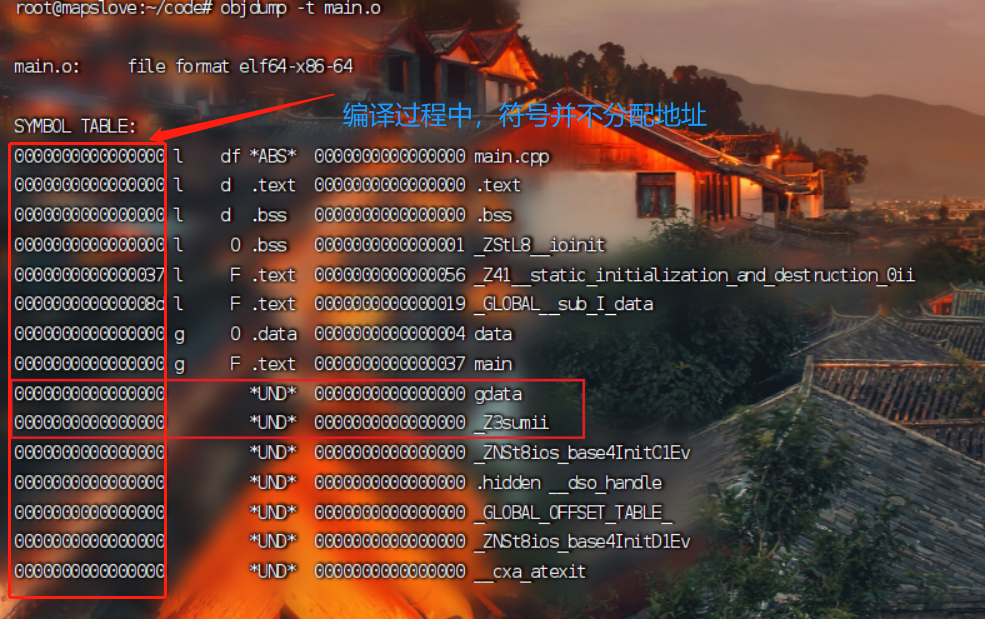 root@mapslove:~/code# objdump -t main.o
main.o:     file format elf64-x86-64
编译过程中，符号并不分配地址
SYMBOL TABLE:
0000000000000000 l    df *ABS*  0000000000000000 main.cpp
0000000000000000 l    d  .text  0000000000000000 .text
0000000000000000 l    d  .bss   0000000000000000 .bss
0000000000000000 l     O .bss   0000000000000001 _ZStL8__ioinit
0000000000000037 l     F .text  0000000000000056 _Z41__static_initialization_and_destruction_0ii
000000000000008d l     F .text  0000000000000019 _GLOBAL__sub_I_data
0000000000000000 g     O .data  0000000000000004 data
0000000000000000 g     F .text  0000000000000037 main
0000000000000000         *UND*  0000000000000000 gdata
0000000000000000         *UND*  0000000000000000 _Z3sumii
0000000000000000         *UND*  0000000000000000 _ZNSt8ios_base4InitC1Ev
0000000000000000         *UND*  0000000000000000 .hidden __dso_handle
0000000000000000         *UND*  0000000000000000 _GLOBAL_OFFSET_TABLE_
0000000000000000         *UND*  0000000000000000 _ZNSt8ios_base4InitD1Ev
0000000000000000         *UND*  0000000000000000 __cxa_atexit